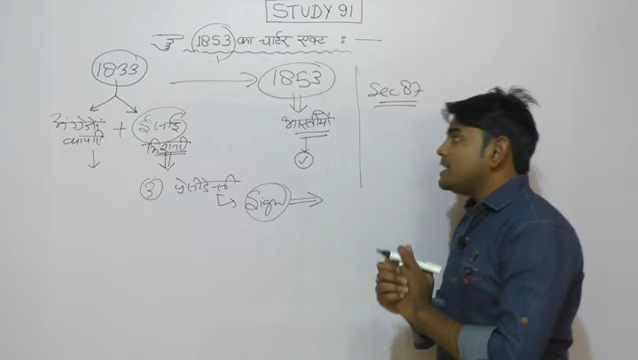 STUDY 91
1853 का चार्टर एक्ट : —
1833
1853
Sec 87
अंग्रेजों + ईसाई
व्यापार मिशनरी
भारतीयों
3 प्रेसीडेन्सी
Sign